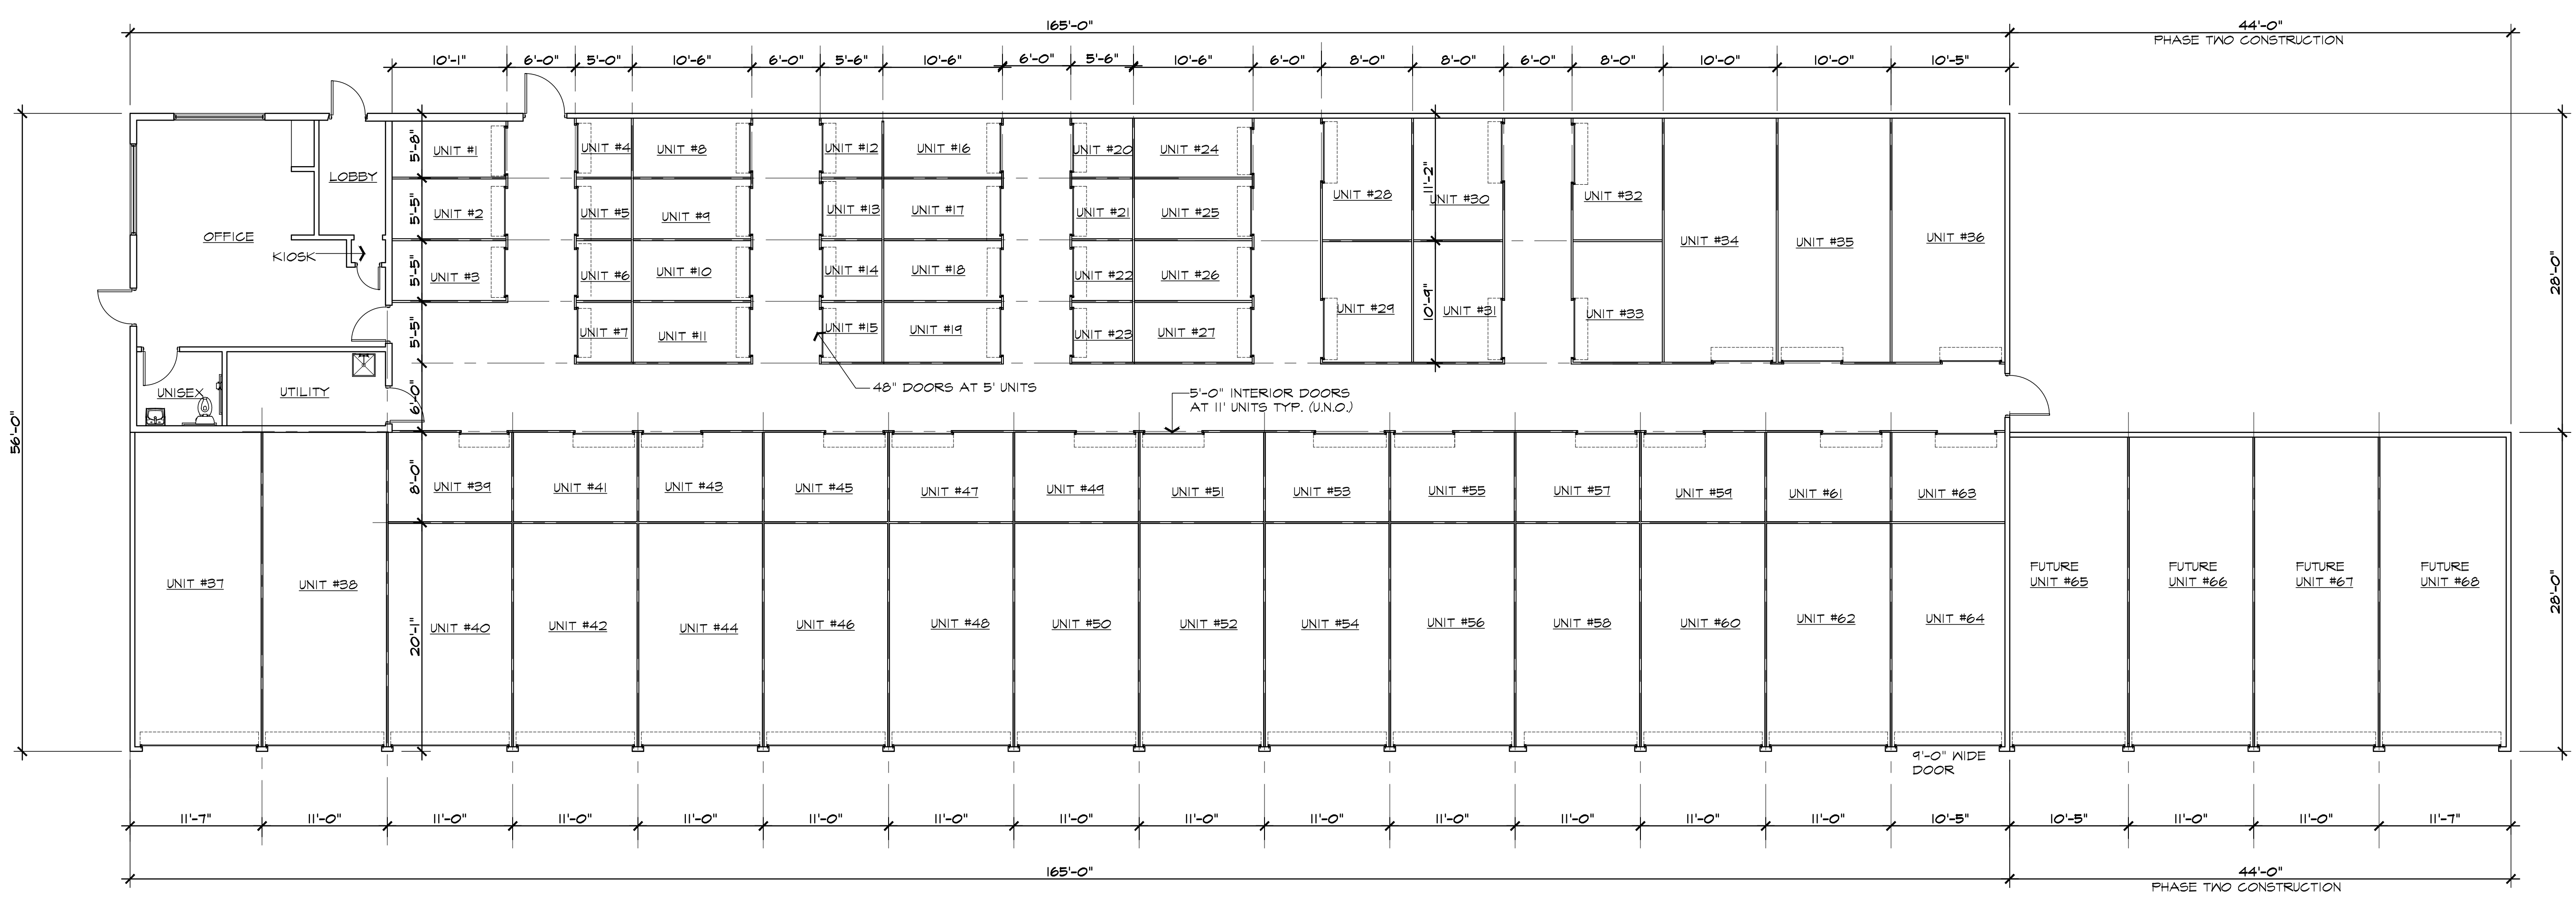 165'-0"
44'-0"
PHASE TWO CONSTRUCTION
10'-1"
6'-0"
5'-0"
10'-6"
6'-0"
5'-6"
10'-6"
6'-0"
5'-6"
10'-6"
6'-0"
8'-0"
8'-0"
6'-0"
8'-0"
10'-0"
10'-0"
10'-5"
56'-0"
28'-0"
28'-0"
5'-8"
5'-5"
5'-5"
5'-5"
6'-0"
8'-0"
20'-1"
11'-2"
10'-9"
OFFICE
LOBBY
KIOSK
UNISEX
UTILITY
UNIT #1
UNIT #2
UNIT #3
UNIT #4
UNIT #5
UNIT #6
UNIT #7
UNIT #8
UNIT #9
UNIT #10
UNIT #11
UNIT #12
UNIT #13
UNIT #14
UNIT #15
UNIT #16
UNIT #17
UNIT #18
UNIT #19
UNIT #20
UNIT #21
UNIT #22
UNIT #23
UNIT #24
UNIT #25
UNIT #26
UNIT #27
UNIT #28
UNIT #29
UNIT #30
UNIT #31
UNIT #32
UNIT #33
UNIT #34
UNIT #35
UNIT #36
48" DOORS AT 5' UNITS
5'-0" INTERIOR DOORS
AT 11' UNITS TYP. (U.N.O.)
UNIT #37
UNIT #38
UNIT #39
UNIT #40
UNIT #41
UNIT #42
UNIT #43
UNIT #44
UNIT #45
UNIT #46
UNIT #47
UNIT #48
UNIT #49
UNIT #50
UNIT #51
UNIT #52
UNIT #53
UNIT #54
UNIT #55
UNIT #56
UNIT #57
UNIT #58
UNIT #59
UNIT #60
UNIT #61
UNIT #62
UNIT #63
UNIT #64
FUTURE
UNIT #65
FUTURE
UNIT #66
FUTURE
UNIT #67
FUTURE
UNIT #68
9'-0" WIDE
DOOR
11'-7"
11'-0"
11'-0"
11'-0"
11'-0"
11'-0"
11'-0"
11'-0"
11'-0"
11'-0"
11'-0"
11'-0"
11'-0"
11'-0"
10'-5"
10'-5"
11'-0"
11'-0"
11'-7"
165'-0"
44'-0"
PHASE TWO CONSTRUCTION